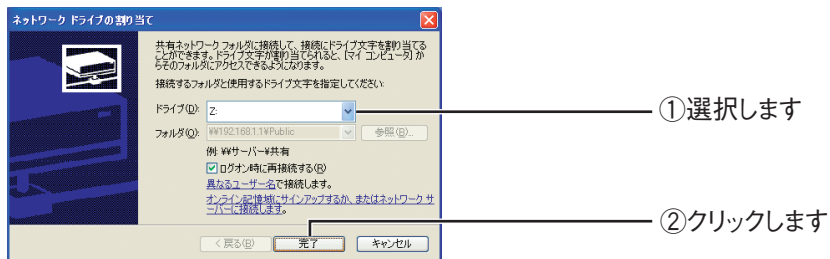 ネットワーク ドライブの割り当て
共有ネットワーク フォルダに接続して、接続にドライブ文字を割り当てる
ことができます。ドライブ文字が割り当てられると、[マイ コンピュータ] か
らそのフォルダにアクセスできるようになります。
接続するフォルダと使用するドライブ文字を指定してください:
ドライブ(D):
Z:
①選択します
フォルダ(O):
¥¥192.168.1.1¥Public
参照(B)...
例: ¥¥サーバー¥共有
ログオン時に再接続する(R)
異なるユーザー名で接続します。
オンライン記憶域にサインアップするか、またはネットワーク サ
ーバーに接続します。
②クリックします
< 戻る(B)
完了
キャンセル